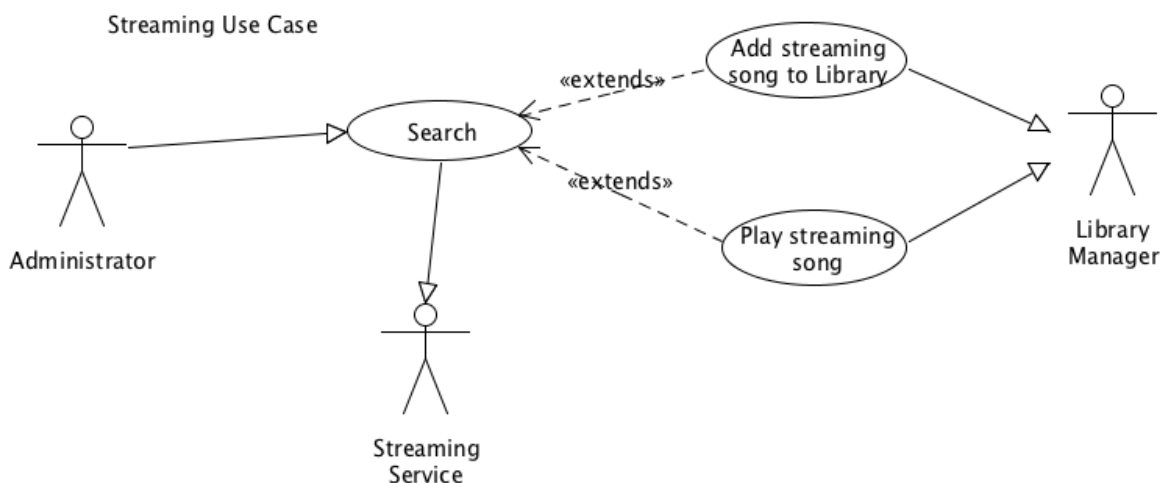 Streaming Use Case
Add streaming
song to Library
«extends»
Search
«extends»
Administrator
Play streaming
song
Library
Manager
Streaming
Service